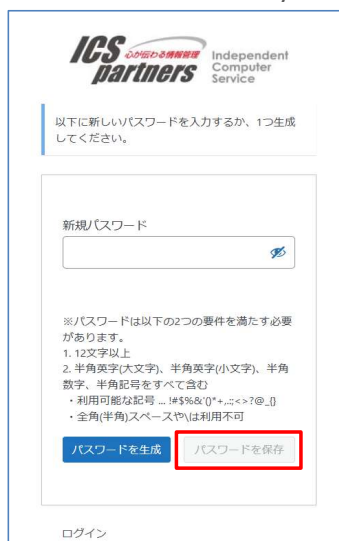 ICS 心が伝わる情報管理
partners
Independent
Computer
Service
以下に新しいパスワードを入力するか、1つ生成
してください。
新規パスワード
※パスワードは以下の2つの要件を満たす必要
があります。
1. 12文字以上
2. 半角英字(大文字)、半角英字(小文字)、半角
数字、半角記号をすべて含む
・利用可能な記号 ... !#$%&'()*+,.:;<>?@_{}
・全角(半角)スペースや\は利用不可
パスワードを生成
パスワードを保存
ログイン